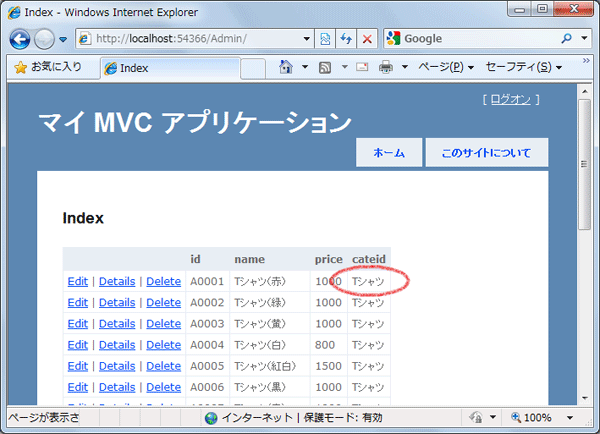 Index - Windows Internet Explorer
http://localhost:54366/Admin/
Google
お気に入り
Index
ページ(P)
セーフティ(S)
[ ログオン ]
マイ MVC アプリケーション
ホーム
このサイトについて
Index
id name price cateid
Edit | Details | Delete A0001 Tシャツ(赤) 1000 Tシャツ
Edit | Details | Delete A0002 Tシャツ(緑) 1000 Tシャツ
Edit | Details | Delete A0003 Tシャツ(黄) 1000 Tシャツ
Edit | Details | Delete A0004 Tシャツ(白) 800 Tシャツ
Edit | Details | Delete A0005 Tシャツ(紅白) 1500 Tシャツ
Edit | Details | Delete A0006 Tシャツ(黒) 1000 Tシャツ
ページが表示さ
インターネット | 保護モード: 有効
100%